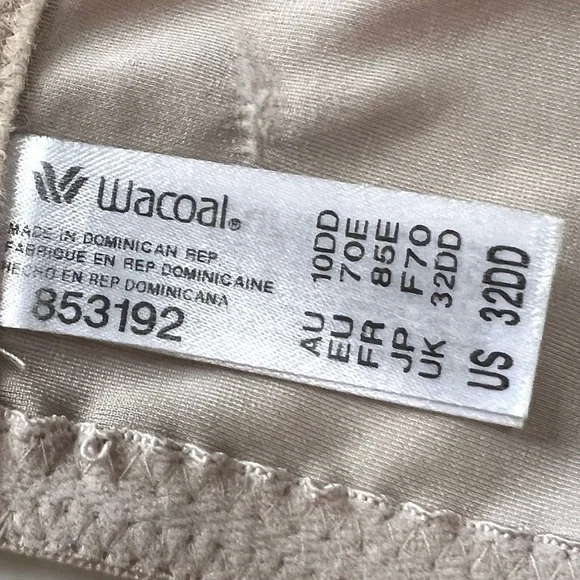 Wacoal®
MADE IN DOMINICAN REP
FABRIQUE EN REP DOMINICAINE
HECHO EN REP DOMINICANA
853192
AU 10DD
EU 70E
FR 85E
JP F70
UK 32DD
US 32DD